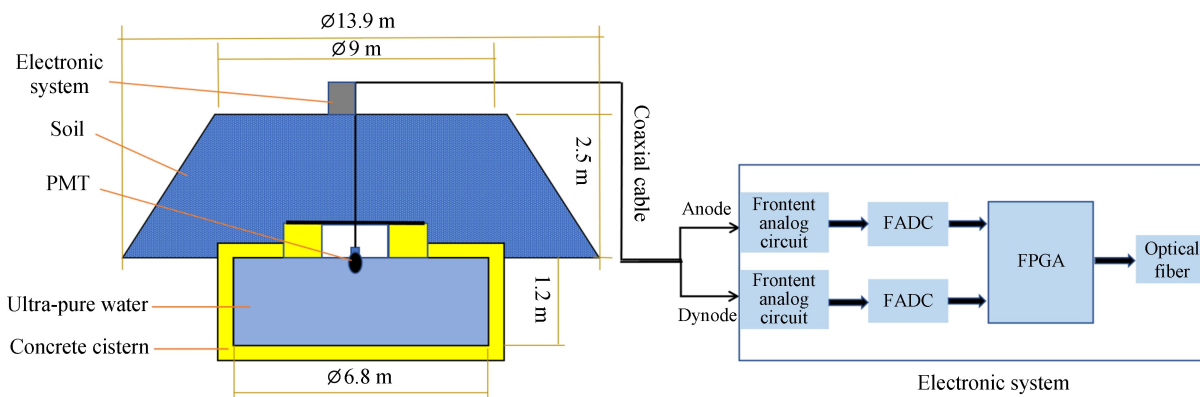 Ø13.9 m
Ø9 m
Electronic
system
Soil
PMT
Ultra-pure water
Concrete cistern
2.5 m
1.2 m
Ø6.8 m
Coaxial cable
Anode
Dynode
Frontent
analog
circuit
FADC
Frontent
analog
circuit
FADC
FPGA
Optical
fiber
Electronic system